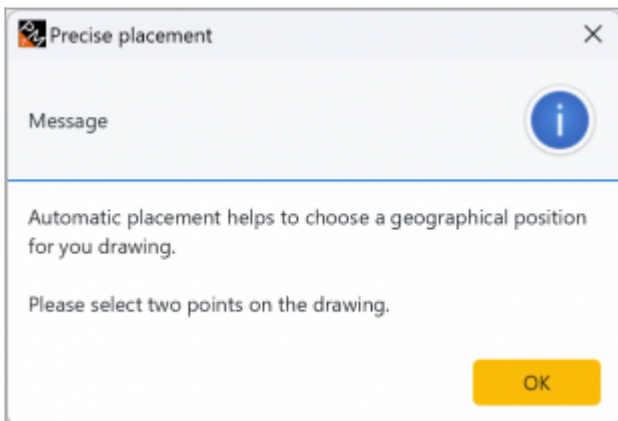 Precise placement
Message
Automatic placement helps to choose a geographical position
for you drawing.
Please select two points on the drawing.
OK